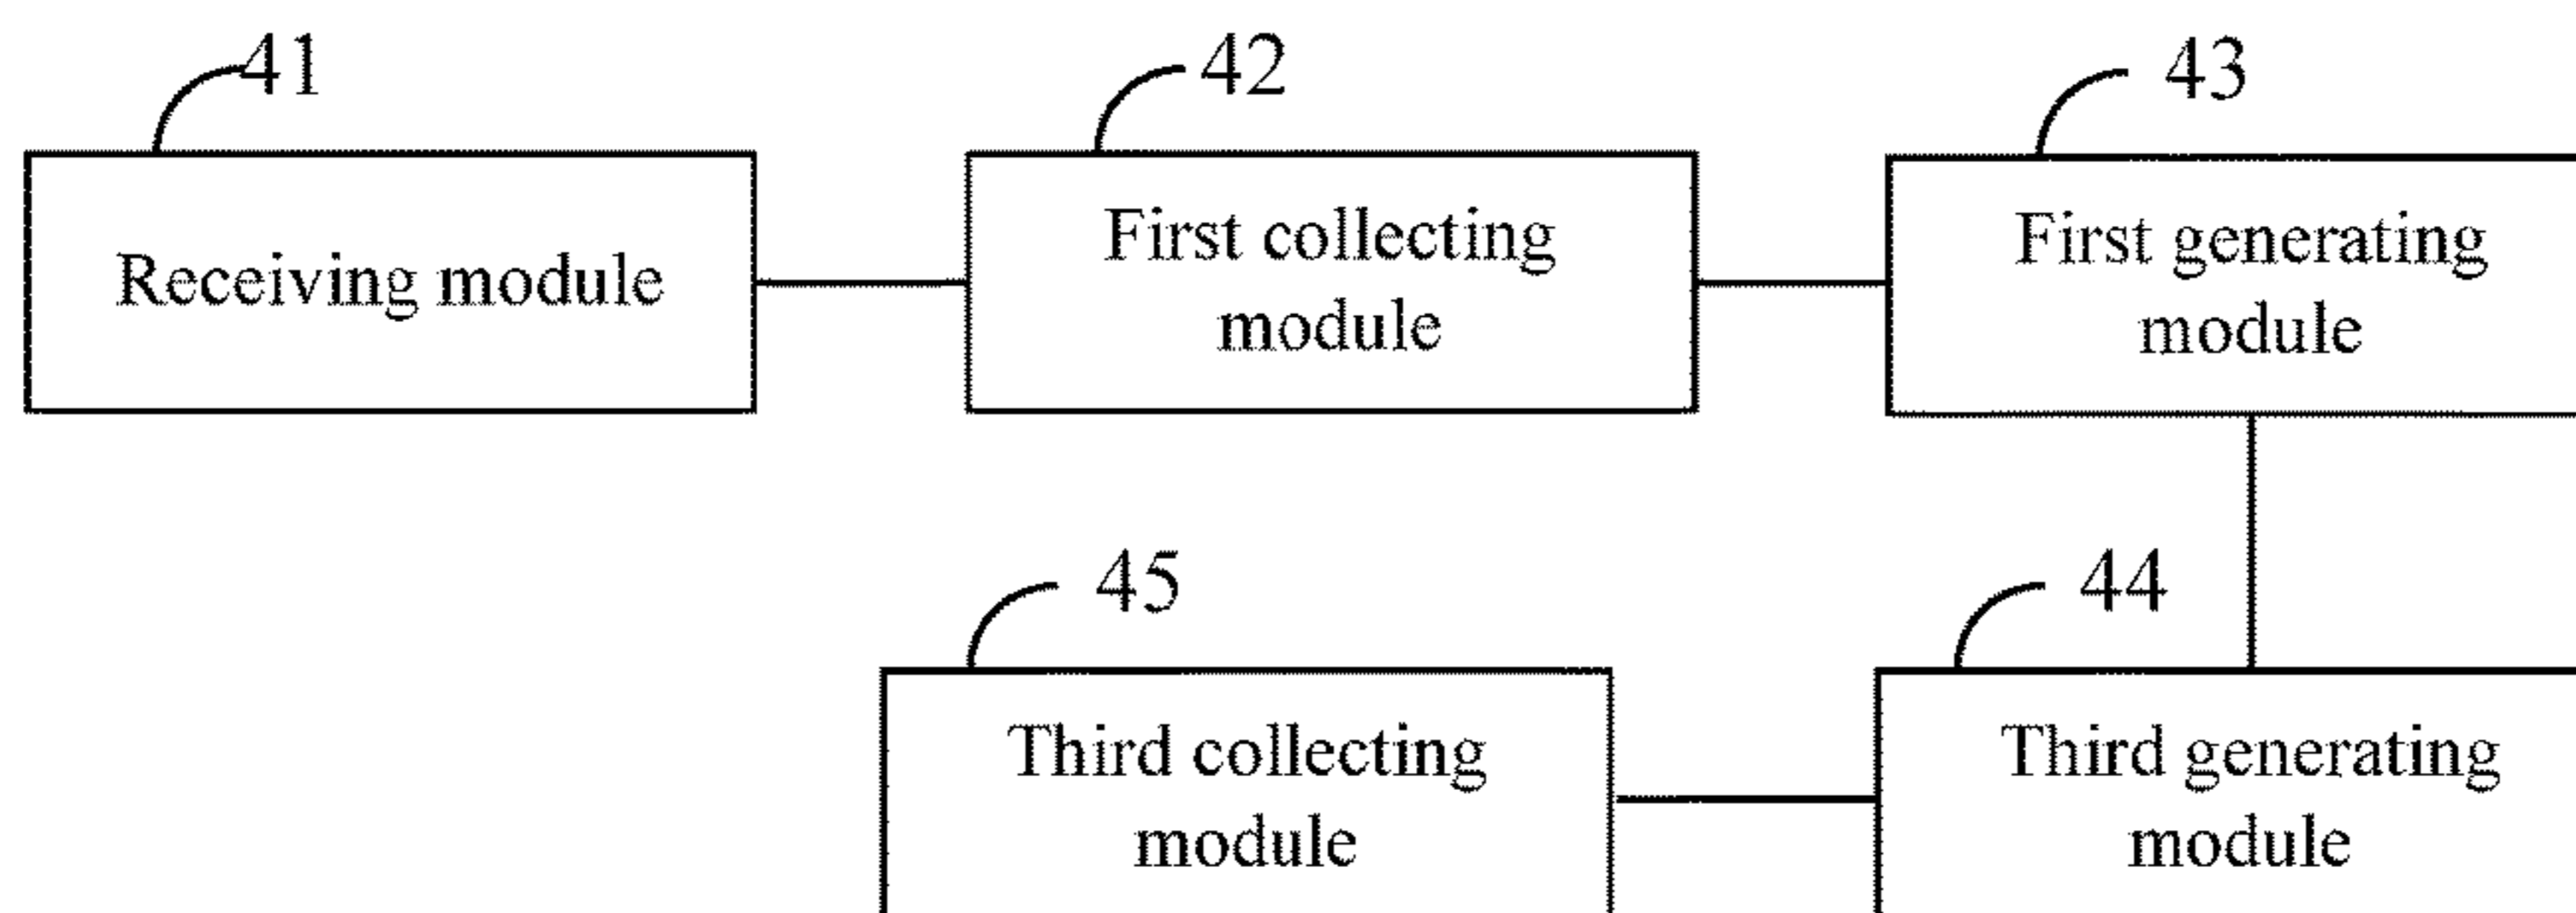 41
42
43
Receiving module
First collecting
module
First generating
module
45
44
Third collecting
module
Third generating
module